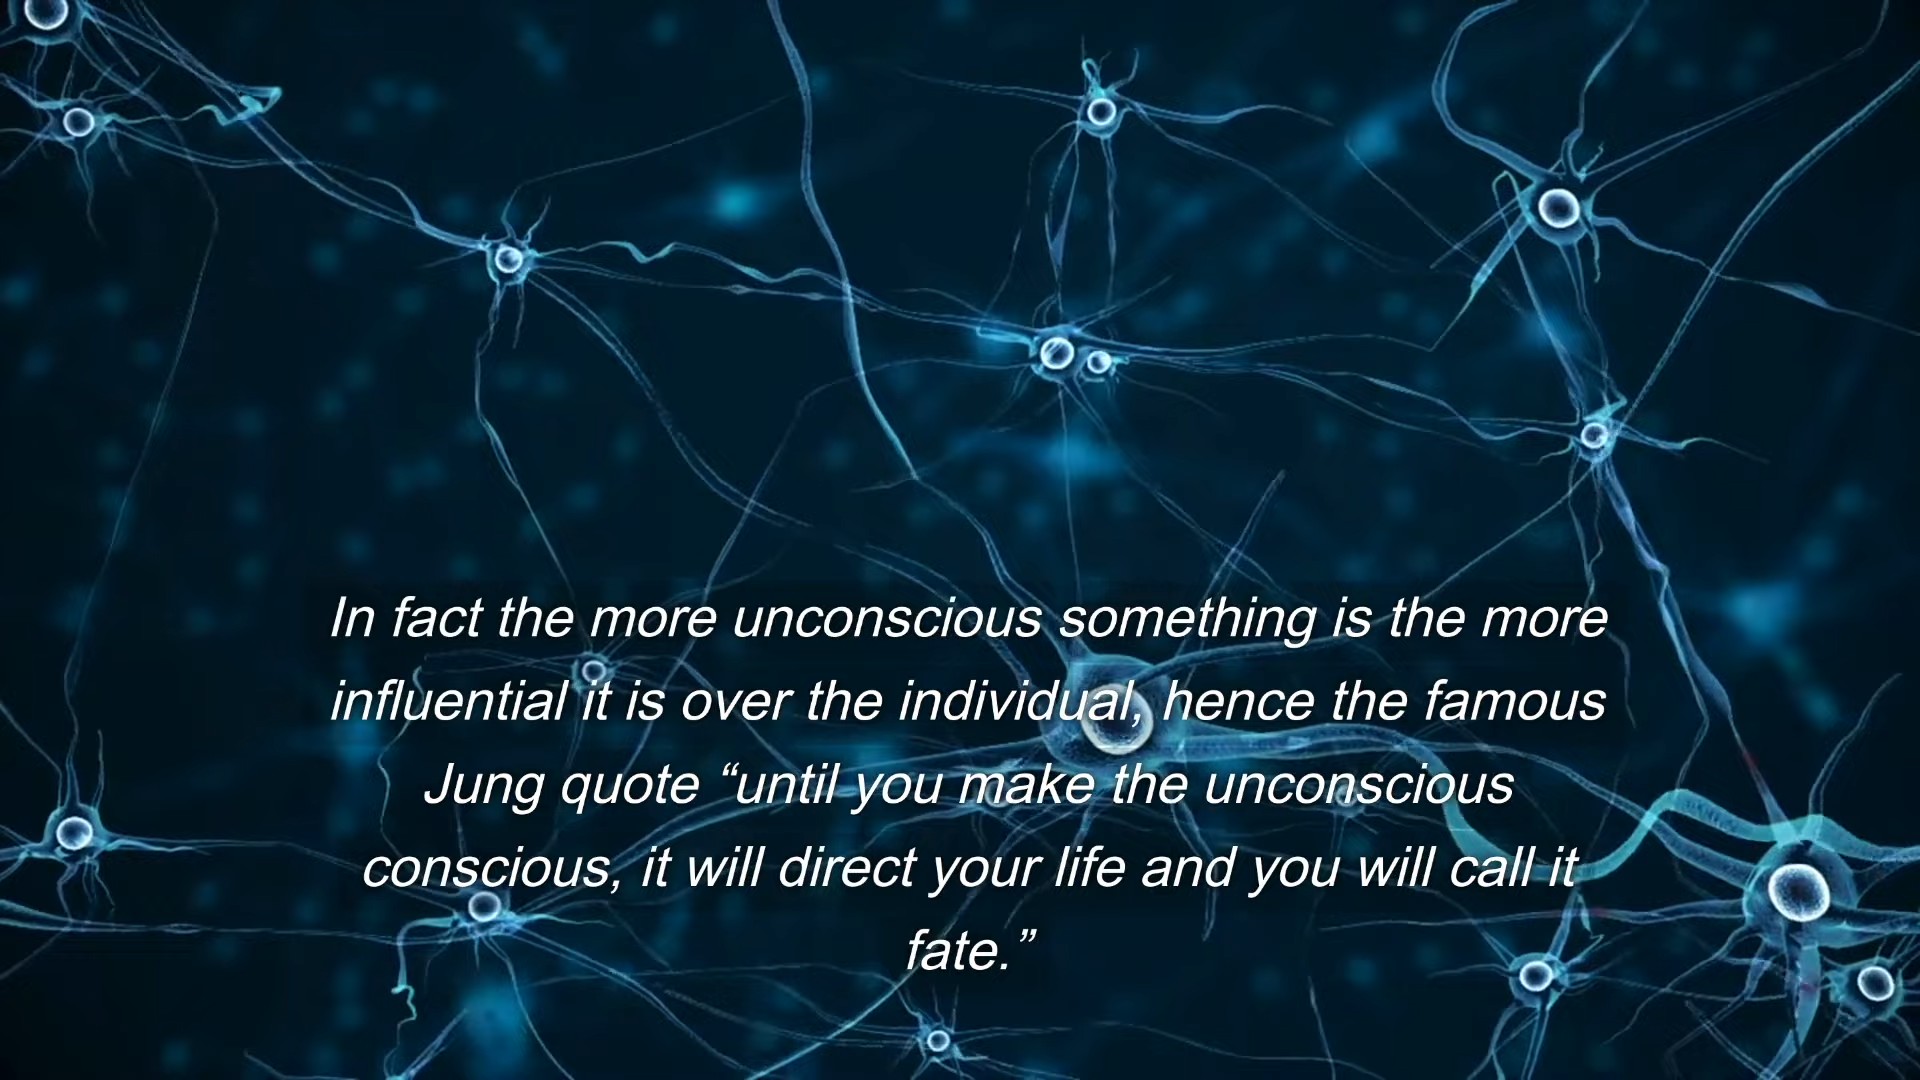 In fact the more unconscious something is the more
influential it is over the individual, hence the famous
Jung quote “until you make the unconscious
conscious, it will direct your life and you will call it
fate.”